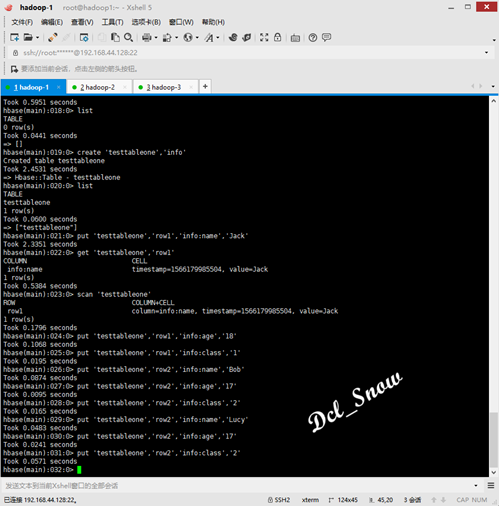 hadoop-1    root@hadoop1:~ - Xshell 5
文件(F)  编辑(E)  查看(V)  工具(T)  选项卡(B)  窗口(W)  帮助(H)
ssh://root:******@192.168.44.128:22
要添加当前会话，点击左侧的箭头按钮。
1 hadoop-1  2 hadoop-2  3 hadoop-3  +
Took 0.5951 seconds
hbase(main):018:0> list
TABLE
0 row(s)
Took 0.0441 seconds
=> []
hbase(main):019:0> create 'testtableone','info'
Created table testtableone
Took 2.4531 seconds
=> Hbase::Table - testtableone
hbase(main):020:0> list
TABLE
testtableone
1 row(s)
Took 0.0600 seconds
=> ["testtableone"]
hbase(main):021:0> put 'testtableone','row1','info:name','Jack'
Took 2.3351 seconds
hbase(main):022:0> get 'testtableone','row1'
COLUMN                CELL
 info:name            timestamp=1566179985504, value=Jack
1 row(s)
Took 0.5384 seconds
hbase(main):023:0> scan 'testtableone'
ROW                   COLUMN+CELL
 row1                 column=info:name, timestamp=1566179985504, value=Jack
1 row(s)
Took 0.1796 seconds
hbase(main):024:0> put 'testtableone','row1','info:age','18'
Took 0.1068 seconds
hbase(main):025:0> put 'testtableone','row1','info:class','1'
Took 0.0195 seconds
hbase(main):026:0> put 'testtableone','row2','info:name','Bob'
Took 0.0874 seconds
hbase(main):027:0> put 'testtableone','row2','info:age','17'
Took 0.0095 seconds
hbase(main):028:0> put 'testtableone','row2','info:class','2'
Took 0.0165 seconds
hbase(main):029:0> put 'testtableone','row2','info:name','Lucy'
Took 0.0483 seconds
hbase(main):030:0> put 'testtableone','row2','info:age','17'
Took 0.0241 seconds
hbase(main):031:0> put 'testtableone','row2','info:class','2'
Took 0.0571 seconds
hbase(main):032:0>
Dcl_Snow
发送文本到当前Xshell窗口的全部会话
已连接 192.168.44.128:22。  SSH2  xterm  124x45  45,20  3 会话  CAP  NUM